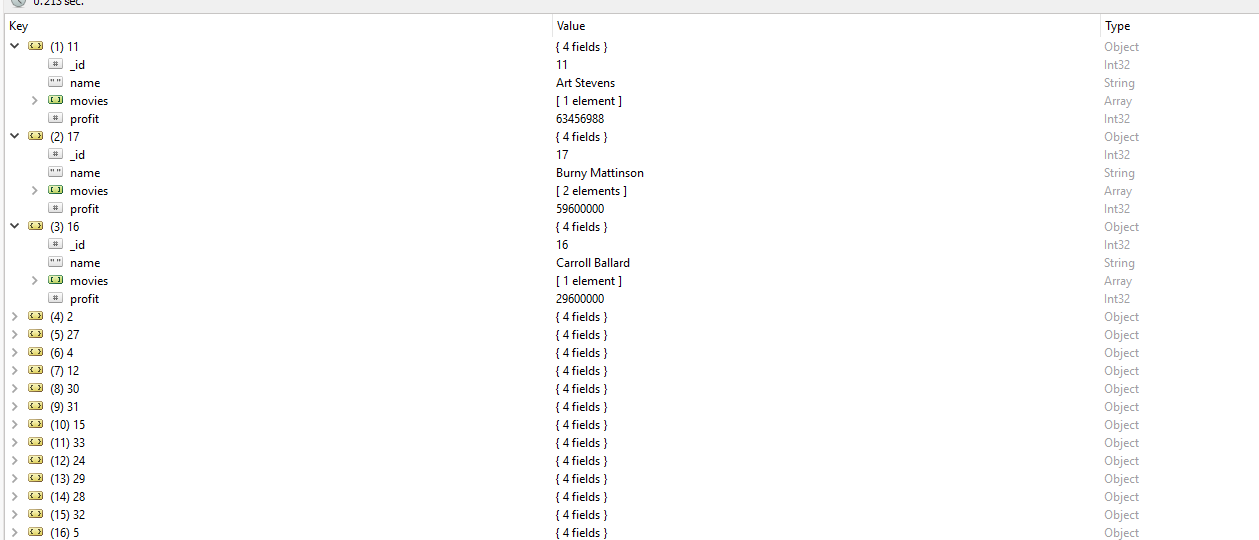 0.213 sec.
Key Value Type
(1) 11 { 4 fields } Object
_id 11 Int32
name Art Stevens String
movies [ 1 element ] Array
profit 63456988 Int32
(2) 17 { 4 fields } Object
_id 17 Int32
name Burny Mattinson String
movies [ 2 elements ] Array
profit 59600000 Int32
(3) 16 { 4 fields } Object
_id 16 Int32
name Carroll Ballard String
movies [ 1 element ] Array
profit 29600000 Int32
(4) 2 { 4 fields } Object
(5) 27 { 4 fields } Object
(6) 4 { 4 fields } Object
(7) 12 { 4 fields } Object
(8) 30 { 4 fields } Object
(9) 31 { 4 fields } Object
(10) 15 { 4 fields } Object
(11) 33 { 4 fields } Object
(12) 24 { 4 fields } Object
(13) 29 { 4 fields } Object
(14) 28 { 4 fields } Object
(15) 32 { 4 fields } Object
(16) 5 { 4 fields } Object